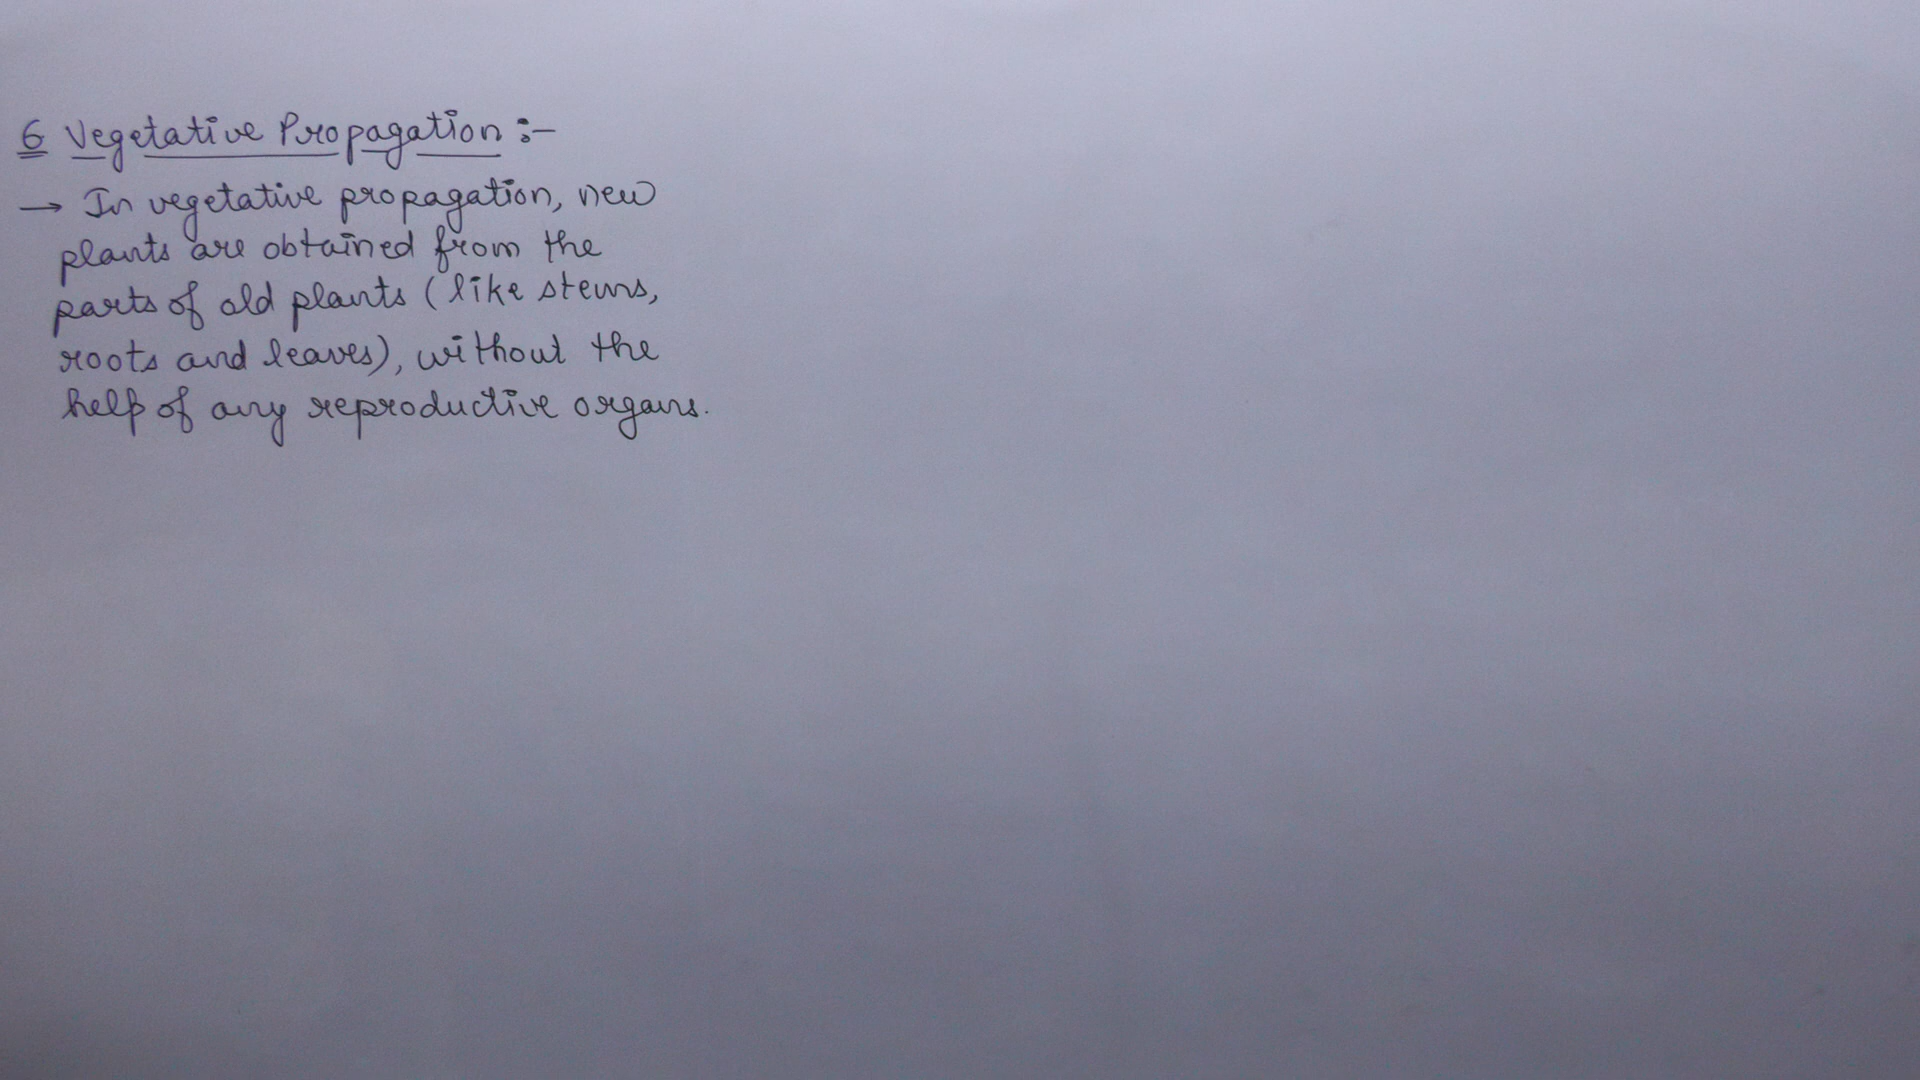 6 Vegetative Propagation :-
→ In vegetative propagation, new
plants are obtained from the
parts of old plants (like stems,
roots and leaves), without the
help of any reproductive organs.